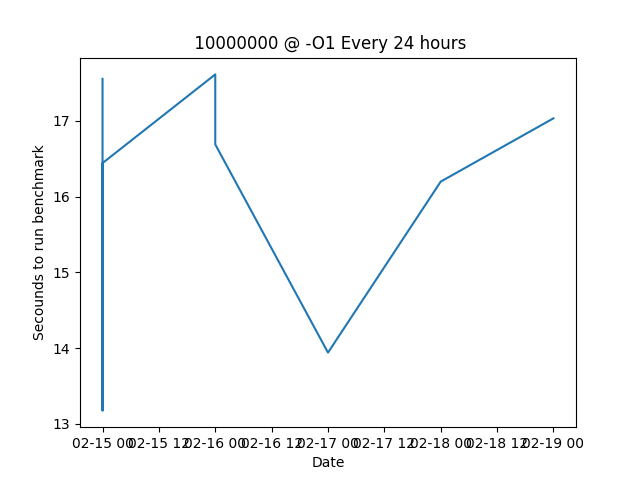 10000000 @ -O1 Every 24 hours
17
16
15
14
13
Secounds to run benchmark
02-15 00 02-15 12 02-16 00 02-16 12 02-17 00 02-17 12 02-18 00 02-18 12 02-19 00
Date